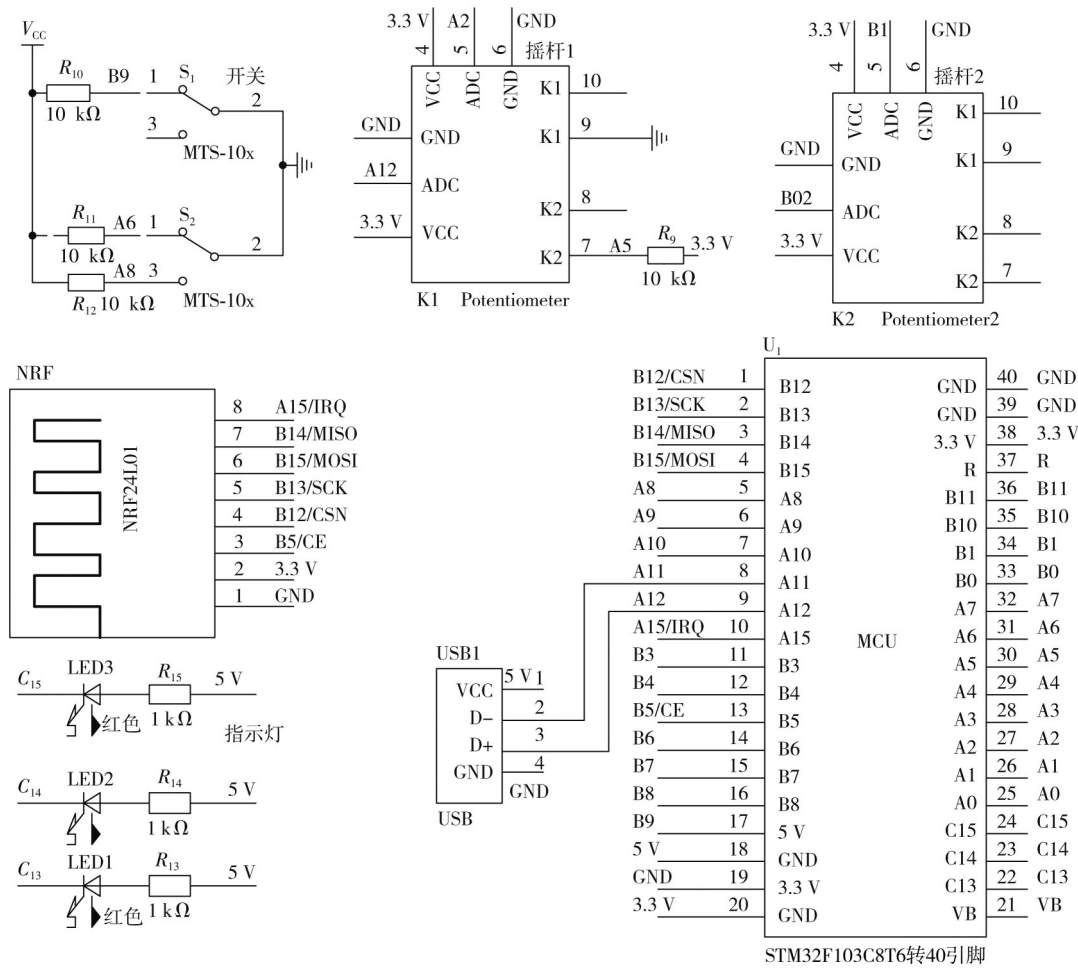 V_CC
R_10
B9
1
S_1
开关
2
10 kΩ
3
MTS-10x
R_11
A6
1
S_2
2
10 kΩ
A8
3
R_12
10 kΩ
MTS-10x
3.3 V
A2
GND
4
5
6
摇杆1
VCC
ADC
GND
K1
10
GND
GND
K1
9
A12
ADC
K2
8
3.3 V
VCC
K2
7
A5
R_9
3.3 V
10 kΩ
K1
Potentiometer
3.3 V
B1
GND
4
5
6
摇杆2
VCC
ADC
GND
K1
10
GND
GND
K1
9
B02
ADC
K2
8
3.3 V
VCC
K2
7
K2
Potentiometer2
NRF
NRF24L01
8 A15/IRQ
7 B14/MISO
6 B15/MOSI
5 B13/SCK
4 B12/CSN
3 B5/CE
2 3.3 V
1 GND
C_15
LED3
R_15
5 V
红色
1 kΩ
指示灯
C_14
LED2
R_14
5 V
1 kΩ
C_13
LED1
R_13
5 V
红色
1 kΩ
USB1
VCC
5 V 1
D−
2
D+
3
GND
4
GND
USB
U_1
B12/CSN 1 B12
B13/SCK 2 B13
B14/MISO 3 B14
B15/MOSI 4 B15
A8 5 A8
A9 6 A9
A10 7 A10
A11 8 A11
A12 9 A12
A15/IRQ 10 A15
B3 11 B3
B4 12 B4
B5/CE 13 B5
B6 14 B6
B7 15 B7
B8 16 B8
B9 17 5 V
5 V 18 GND
GND 19 3.3 V
3.3 V 20 GND
MCU
GND 40 GND
GND 39 GND
3.3 V 38 3.3 V
R 37 R
B11 36 B11
B10 35 B10
B1 34 B1
B0 33 B0
A7 32 A7
A6 31 A6
A5 30 A5
A4 29 A4
A3 28 A3
A2 27 A2
A1 26 A1
A0 25 A0
C15 24 C15
C14 23 C14
C13 22 C13
VB 21 VB
STM32F103C8T6转40引脚